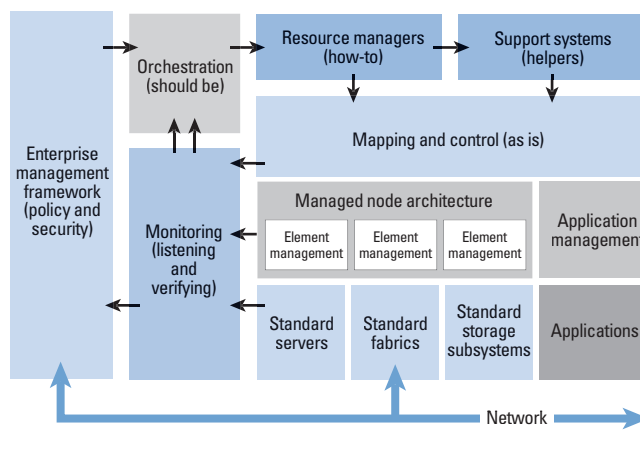 Resource managers
(how-to)
Support systems
(helpers)
Orchestration
(should be)
Mapping and control (as is)
Enterprise
management
framework
(policy and
security)
Managed node architecture
Element
management
Element
management
Element
management
Application
management
Monitoring
(listening
and
verifying)
Standard
servers
Standard
fabrics
Standard
storage
subsystems
Applications
Network